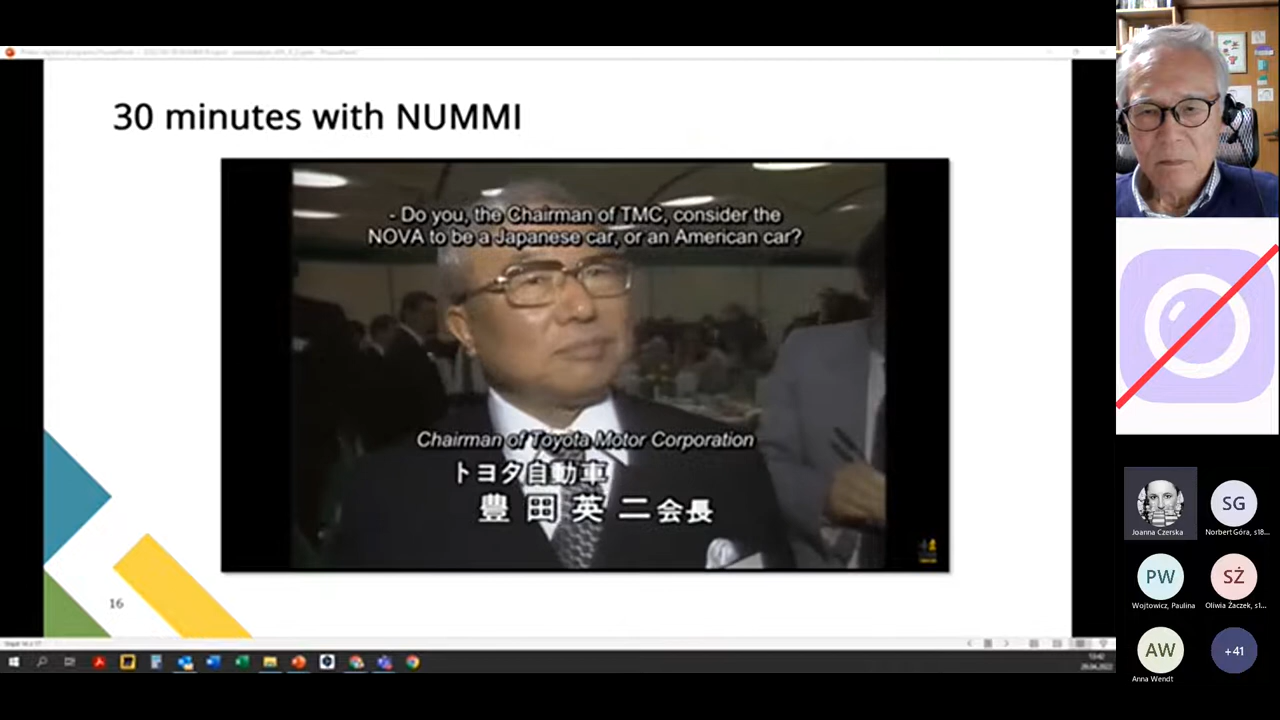 30 minutes with NUMMI
- Do you, the Chairman of TMC, consider the
NOVA to be a Japanese car, or an American car?
Chairman of Toyota Motor Corporation
トヨタ自動車
豊田英二会長
16
SG
Joanna Czerska
Norbert Góra, s18...
PW
SŻ
Wojtowicz, Paulina
Oliwia Żaczek, s1...
AW
+41
Anna Wendt